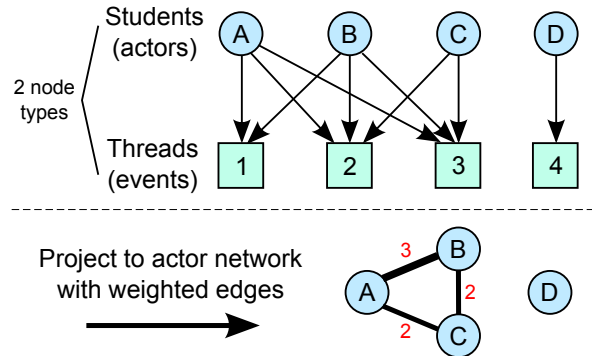 Students
(actors)
A
B
C
D
2 node
types
Threads
(events)
1
2
3
4
Project to actor network
with weighted edges
A
3
B
2
2
C
D